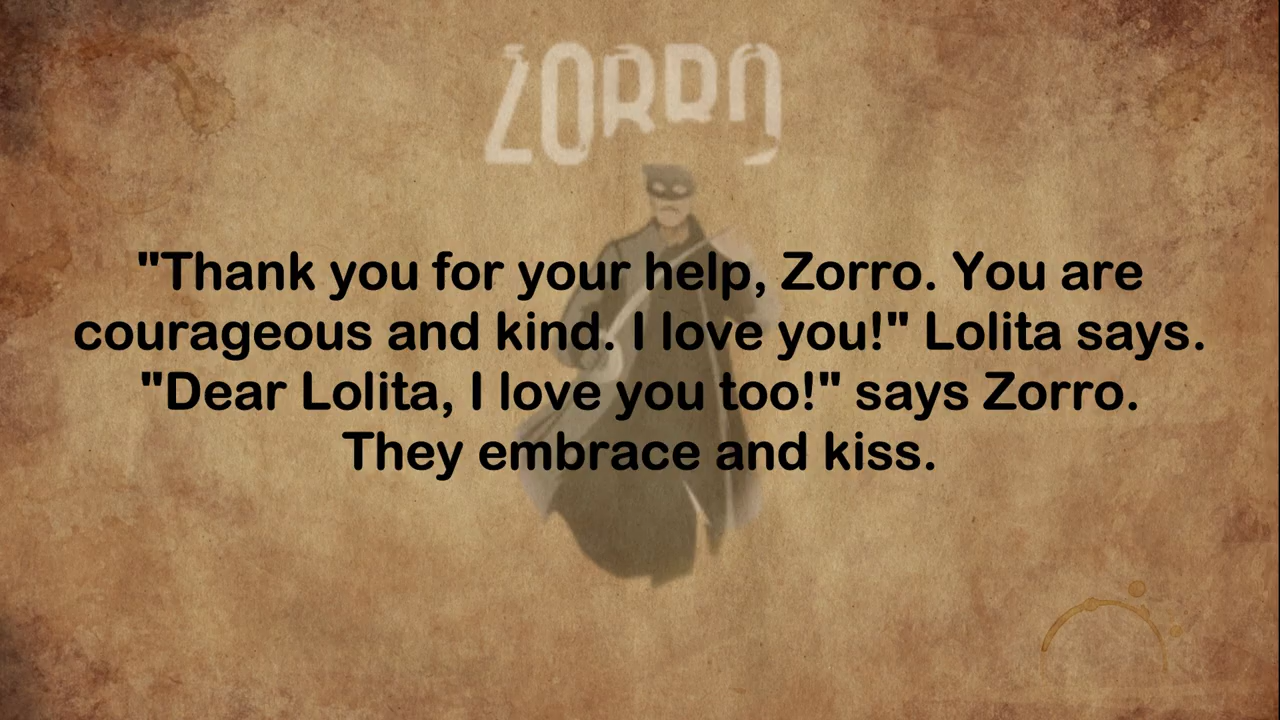 ZORRO
"Thank you for your help, Zorro. You are
courageous and kind. I love you!" Lolita says.
"Dear Lolita, I love you too!" says Zorro.
They embrace and kiss.